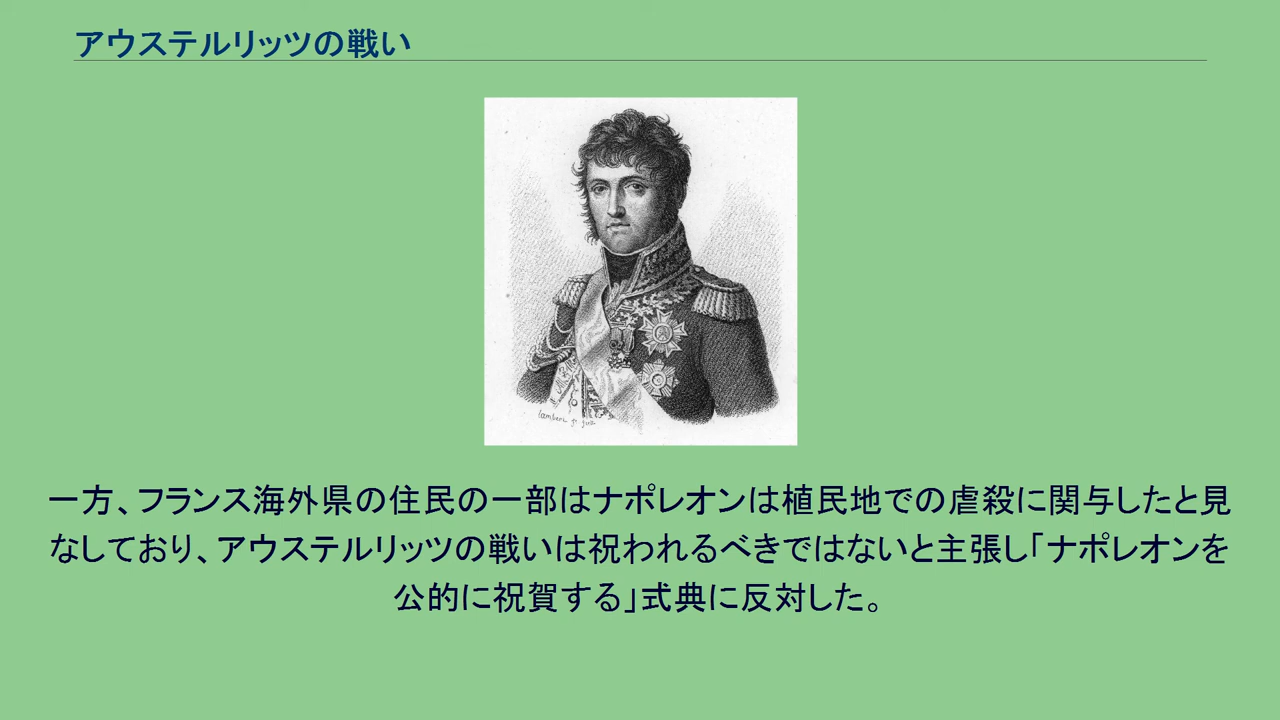 アウステルリッツの戦い
一方、フランス海外県の住民の一部はナポレオンは植民地での虐殺に関与したと見
なしており、アウステルリッツの戦いは祝われるべきではないと主張し「ナポレオンを
公的に祝賀する」式典に反対した。